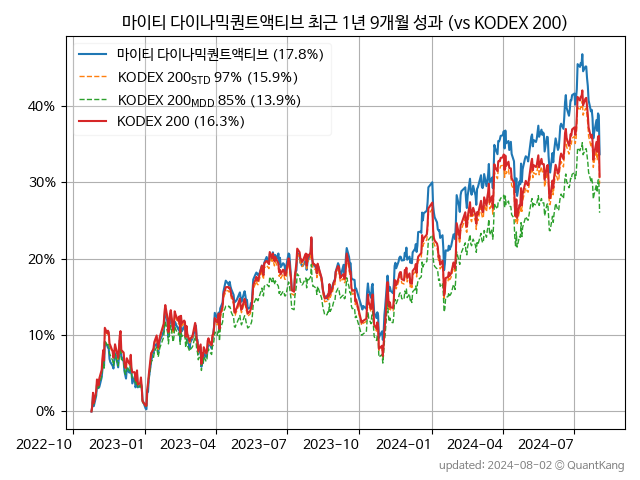 마이티 다이나믹퀀트액티브 최근 1년 9개월 성과 (vs KODEX 200)
마이티 다이나믹퀀트액티브 (17.8%)
KODEX 200STD 97% (15.9%)
KODEX 200MDD 85% (13.9%)
KODEX 200 (16.3%)
40%
30%
20%
10%
0%
2022-10 2023-01 2023-04 2023-07 2023-10 2024-01 2024-04 2024-07
updated: 2024-08-02 © QuantKang